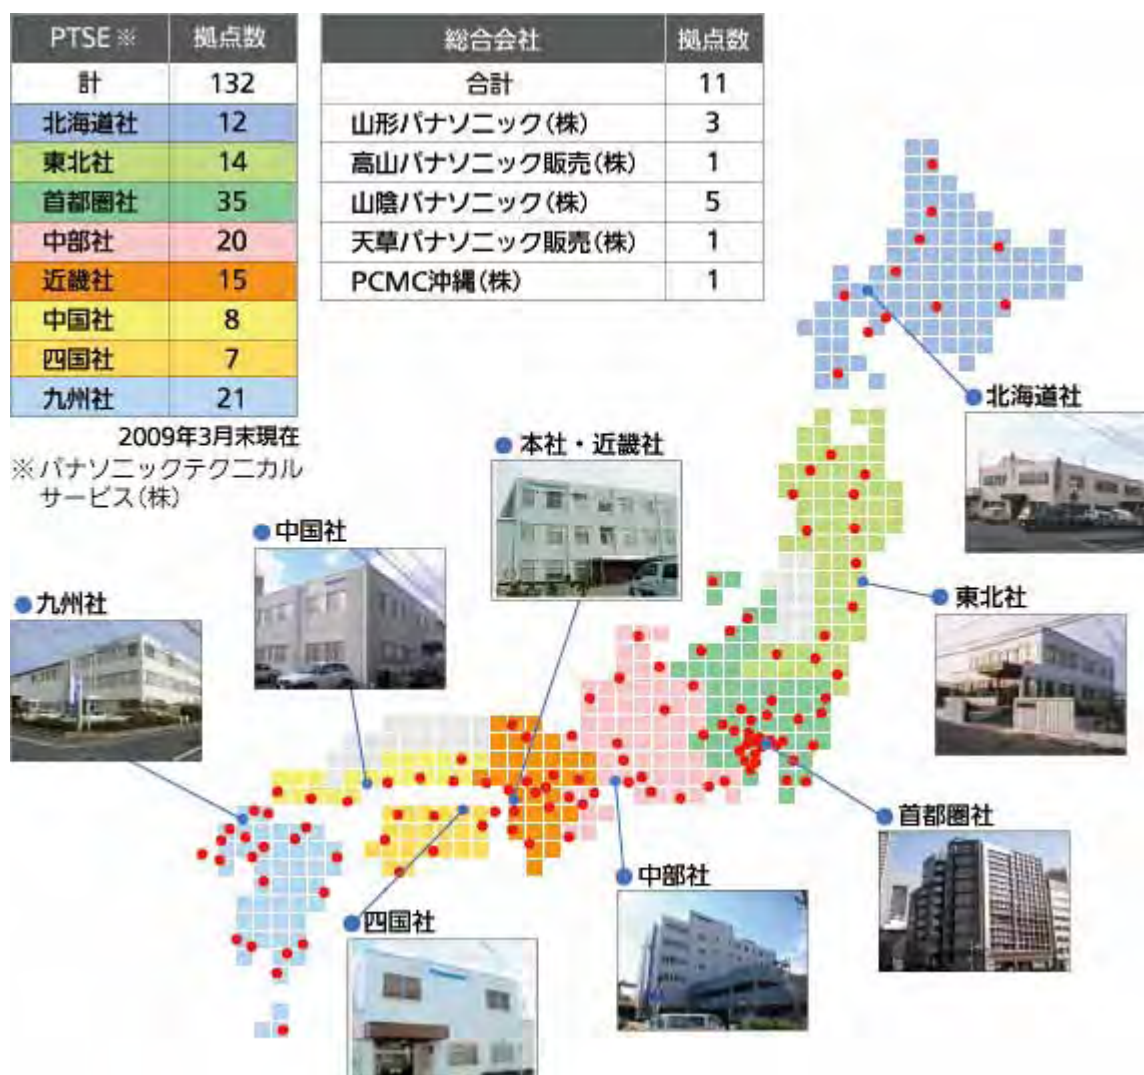 PTSE※ 拠点数
計 132
北海道社 12
東北社 14
首都圏社 35
中部社 20
近畿社 15
中国社 8
四国社 7
九州社 21
2009年3月末現在
※パナソニックテクニカル
サービス(株)
総合会社 拠点数
合計 11
山形パナソニック(株) 3
高山パナソニック販売(株) 1
山陰パナソニック(株) 5
天草パナソニック販売(株) 1
PCMC沖縄(株) 1
北海道社
本社・近畿社
中国社
東北社
九州社
首都圏社
中部社
四国社